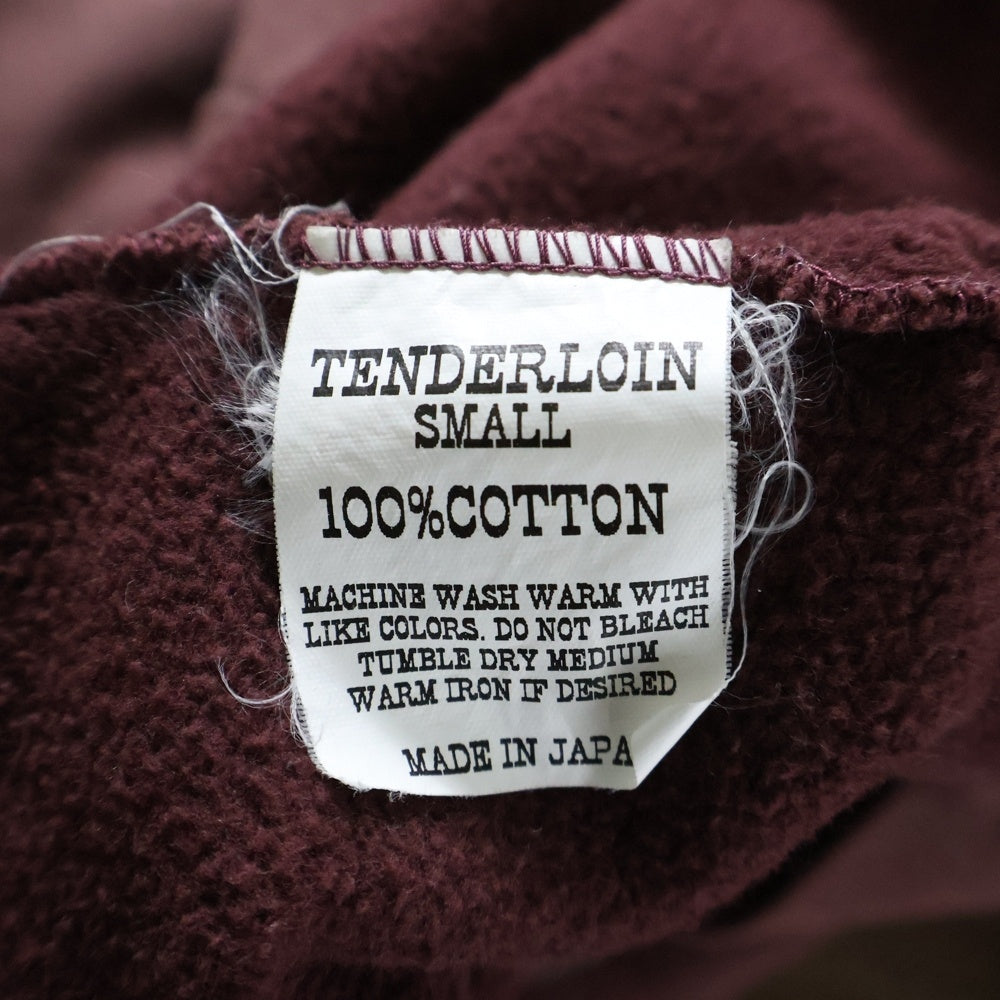 TENDERLOIN
SMALL
100%COTTON
MACHINE WASH WARM WITH
LIKE COLORS. DO NOT BLEACH
TUMBLE DRY MEDIUM
WARM IRON IF DESIRED
MADE IN JAPA